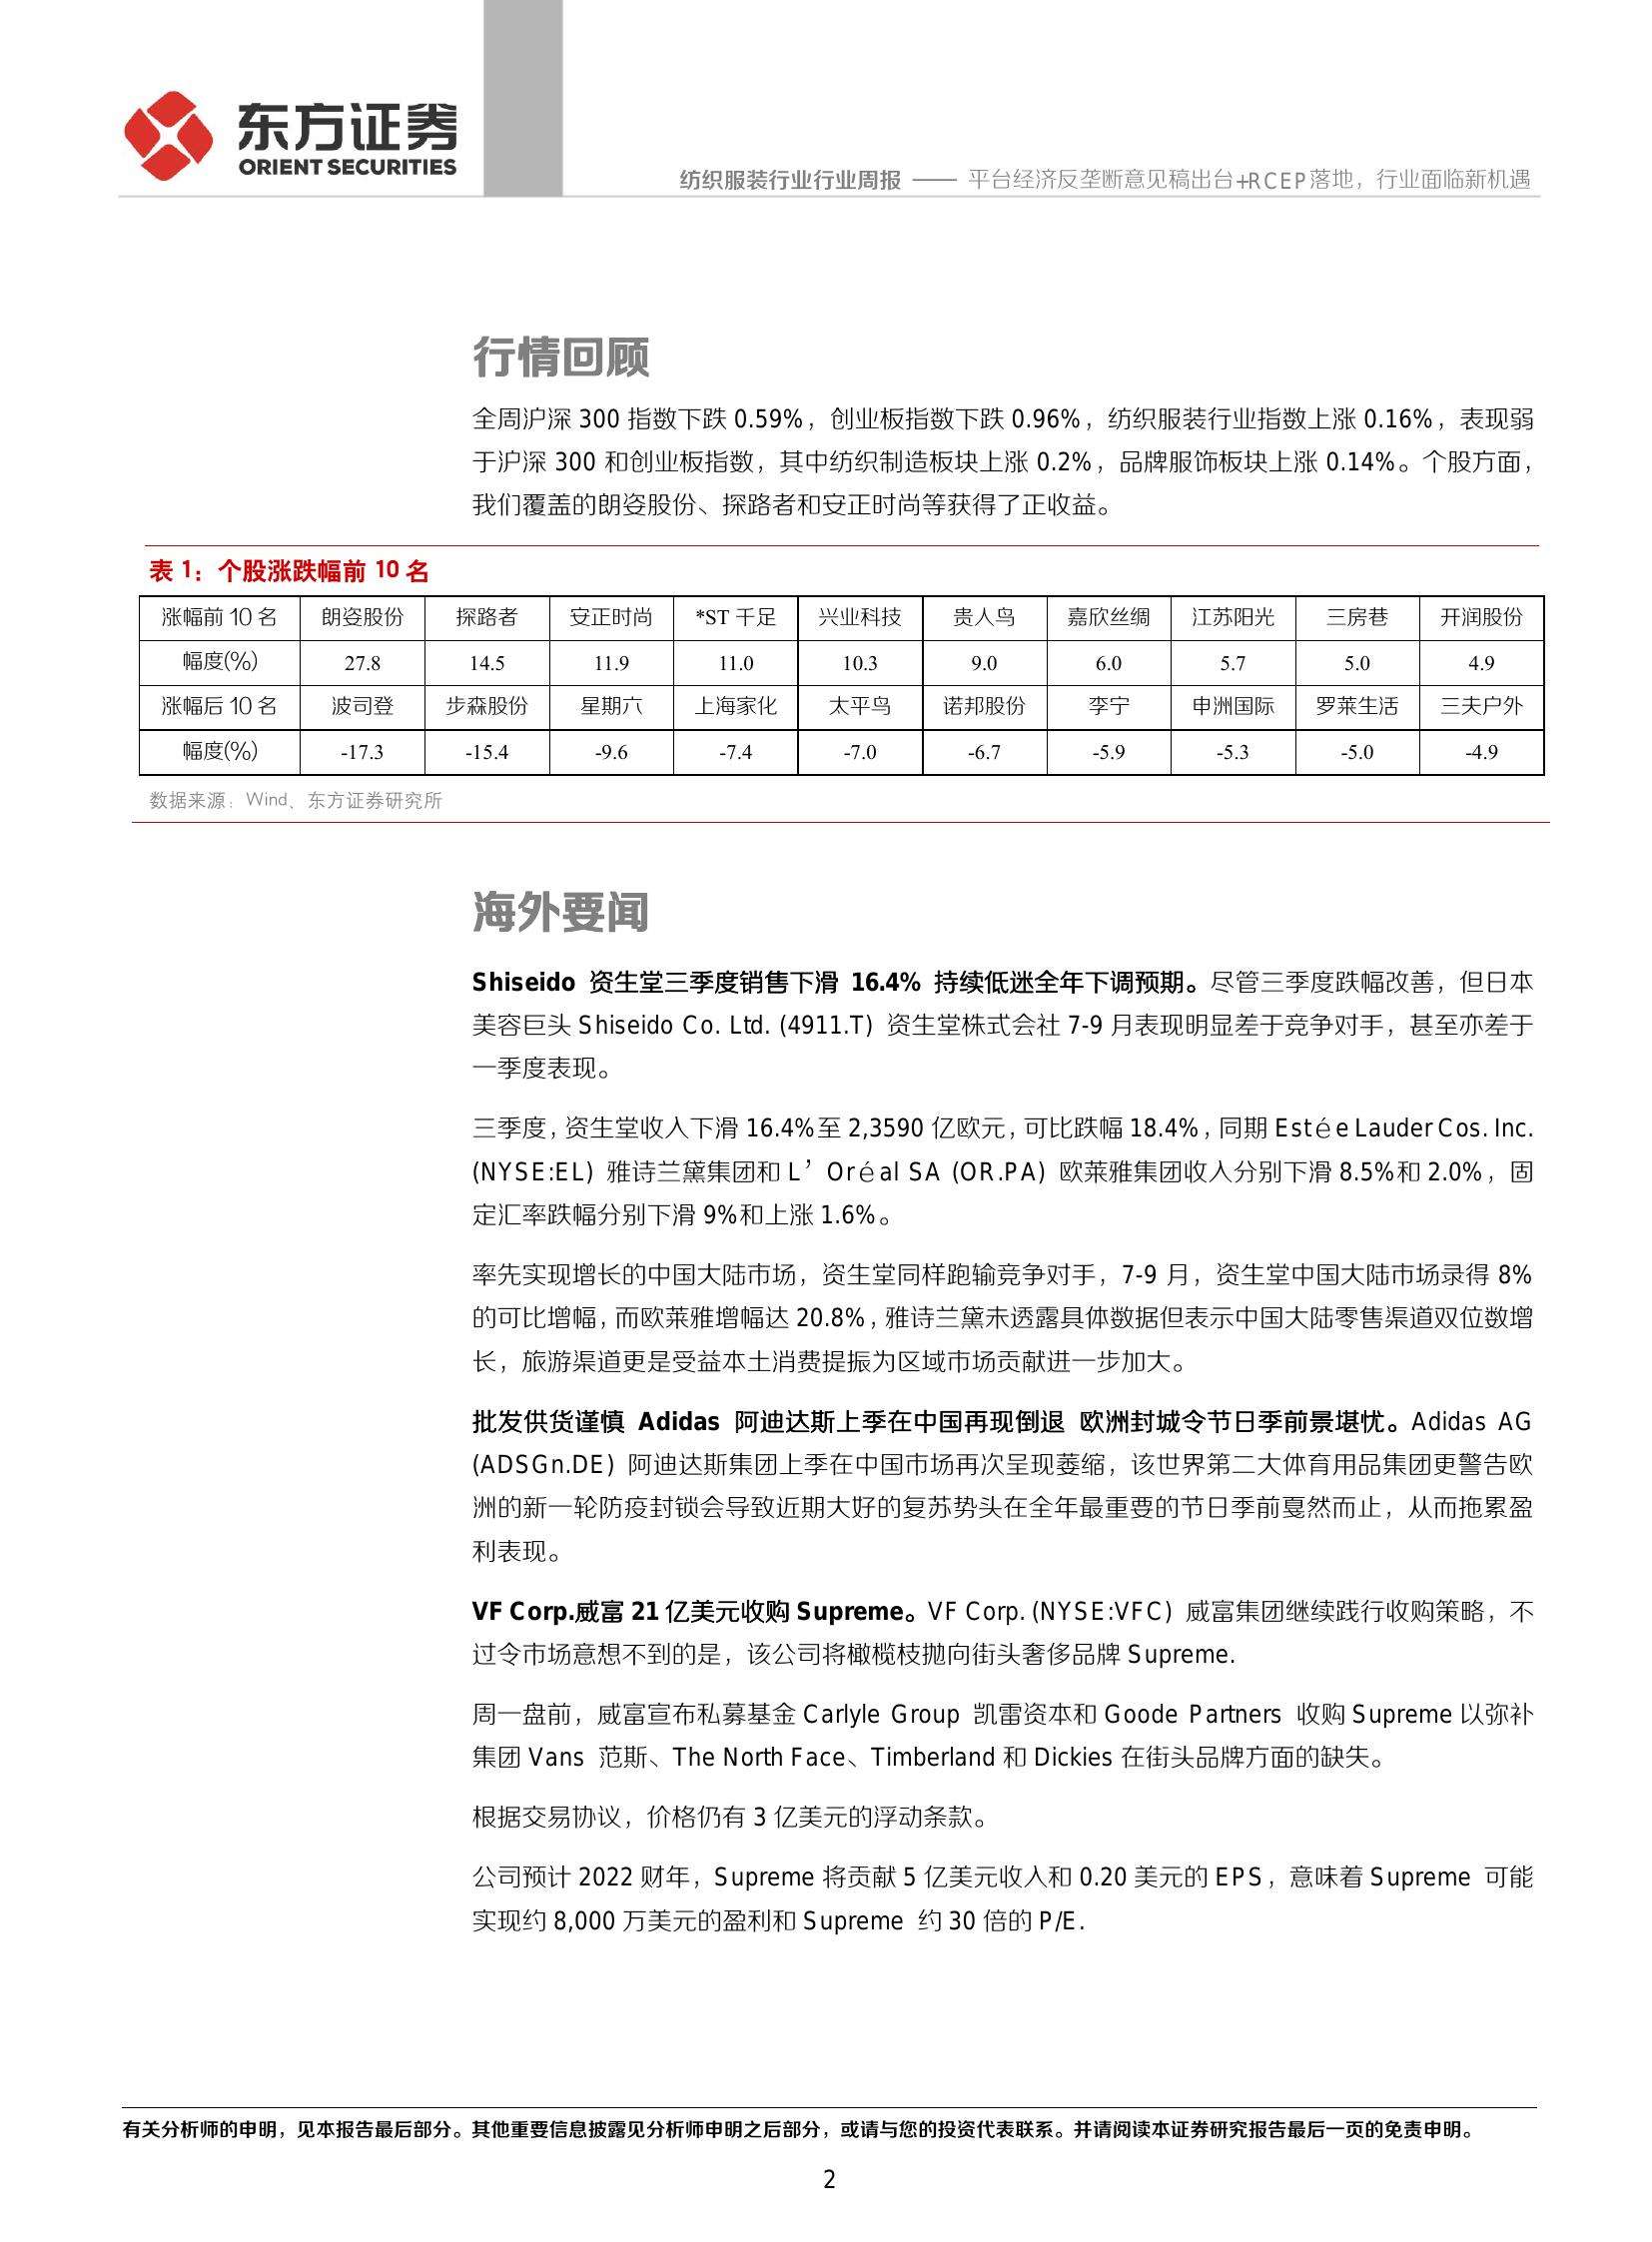 东方证券
ORIENT SECURITIES
纺织服装行业行业周报 —— 平台经济反垄断意见稿出台+RCEP落地，行业面临新机遇
行情回顾
全周沪深 300 指数下跌 0.59%，创业板指数下跌 0.96%，纺织服装行业指数上涨 0.16%，表现弱
于沪深 300 和创业板指数，其中纺织制造板块上涨 0.2%，品牌服饰板块上涨 0.14%。个股方面，
我们覆盖的朗姿股份、探路者和安正时尚等获得了正收益。
表 1：个股涨跌幅前 10 名
涨幅前 10 名 朗姿股份 探路者 安正时尚 *ST 千足 兴业科技 贵人鸟 嘉欣丝绸 江苏阳光 三房巷 开润股份
幅度(%) 27.8 14.5 11.9 11.0 10.3 9.0 6.0 5.7 5.0 4.9
涨幅后 10 名 波司登 步森股份 星期六 上海家化 太平鸟 诺邦股份 李宁 申洲国际 罗莱生活 三夫户外
幅度(%) -17.3 -15.4 -9.6 -7.4 -7.0 -6.7 -5.9 -5.3 -5.0 -4.9
数据来源：Wind、东方证券研究所
海外要闻
Shiseido 资生堂三季度销售下滑 16.4% 持续低迷全年下调预期。尽管三季度跌幅改善，但日本
美容巨头 Shiseido Co. Ltd. (4911.T) 资生堂株式会社 7-9 月表现明显差于竞争对手，甚至亦差于
一季度表现。
三季度，资生堂收入下滑 16.4%至 2,3590 亿欧元，可比跌幅 18.4%，同期 Estée Lauder Cos. Inc.
(NYSE:EL) 雅诗兰黛集团和 L’Oréal SA (OR.PA) 欧莱雅集团收入分别下滑 8.5%和 2.0%，固
定汇率跌幅分别下滑 9%和上涨 1.6%。
率先实现增长的中国大陆市场，资生堂同样跑输竞争对手，7-9 月，资生堂中国大陆市场录得 8%
的可比增幅，而欧莱雅增幅达 20.8%，雅诗兰黛未透露具体数据但表示中国大陆零售渠道双位数增
长，旅游渠道更是受益本土消费提振为区域市场贡献进一步加大。
批发供货谨慎 Adidas 阿迪达斯上季在中国再现倒退 欧洲封城令节日季前景堪忧。Adidas AG
(ADSGn.DE) 阿迪达斯集团上季在中国市场再次呈现萎缩，该世界第二大体育用品集团更警告欧
洲的新一轮防疫封锁会导致近期大好的复苏势头在全年最重要的节日季前戛然而止，从而拖累盈
利表现。
VF Corp.威富 21 亿美元收购 Supreme。VF Corp. (NYSE:VFC) 威富集团继续践行收购策略，不
过令市场意想不到的是，该公司将橄榄枝抛向街头奢侈品牌 Supreme.
周一盘前，威富宣布私募基金 Carlyle Group 凯雷资本和 Goode Partners 收购 Supreme 以弥补
集团 Vans 范斯、The North Face、Timberland 和 Dickies 在街头品牌方面的缺失。
根据交易协议，价格仍有 3 亿美元的浮动条款。
公司预计 2022 财年，Supreme 将贡献 5 亿美元收入和 0.20 美元的 EPS，意味着 Supreme 可能
实现约 8,000 万美元的盈利和 Supreme 约 30 倍的 P/E.
有关分析师的申明，见本报告最后部分。其他重要信息披露见分析师申明之后部分，或请与您的投资代表联系。并请阅读本证券研究报告最后一页的免责申明。
2